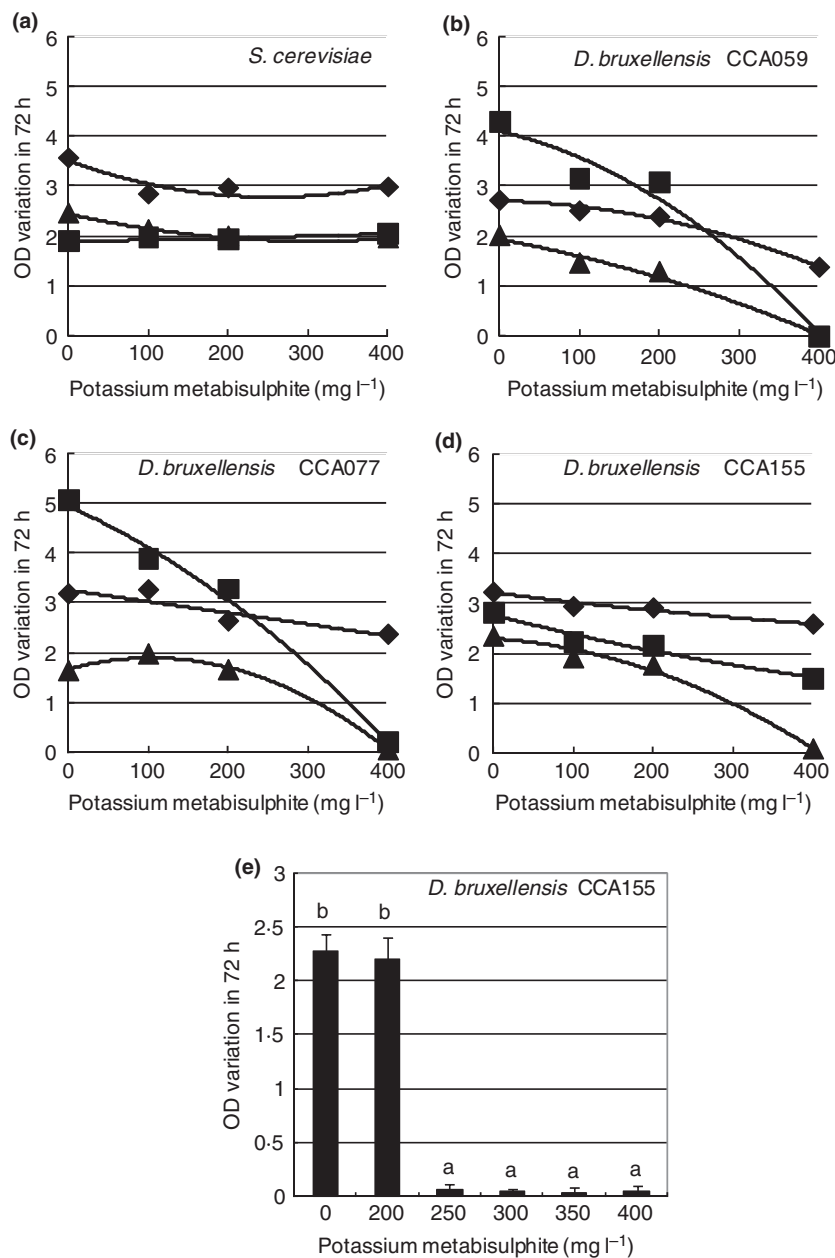 (a)
S. cerevisiae
6
5
4
3
2
1
0
OD variation in 72 h
0 100 200 300 400
Potassium metabisulphite (mg l−1)
(b)
D. bruxellensis CCA059
6
5
4
3
2
1
0
OD variation in 72 h
0 100 200 300 400
Potassium metabisulphite (mg l−1)
(c)
D. bruxellensis CCA077
6
5
4
3
2
1
0
OD variation in 72 h
0 100 200 300 400
Potassium metabisulphite (mg l−1)
(d)
D. bruxellensis CCA155
6
5
4
3
2
1
0
OD variation in 72 h
0 100 200 300 400
Potassium metabisulphite (mg l−1)
(e)
D. bruxellensis CCA155
3
2·5
2
1·5
1
0·5
0
OD variation in 72 h
b b a a a a
0 200 250 300 350 400
Potassium metabisulphite (mg l−1)